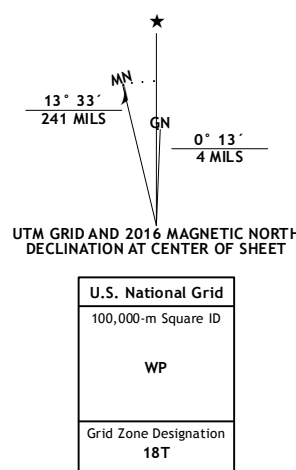 ★
MN
GN
13° 33´
241 MILS
0° 13´
4 MILS
UTM GRID AND 2016 MAGNETIC NORTH
DECLINATION AT CENTER OF SHEET
U.S. National Grid
100,000-m Square ID
WP
Grid Zone Designation
18T